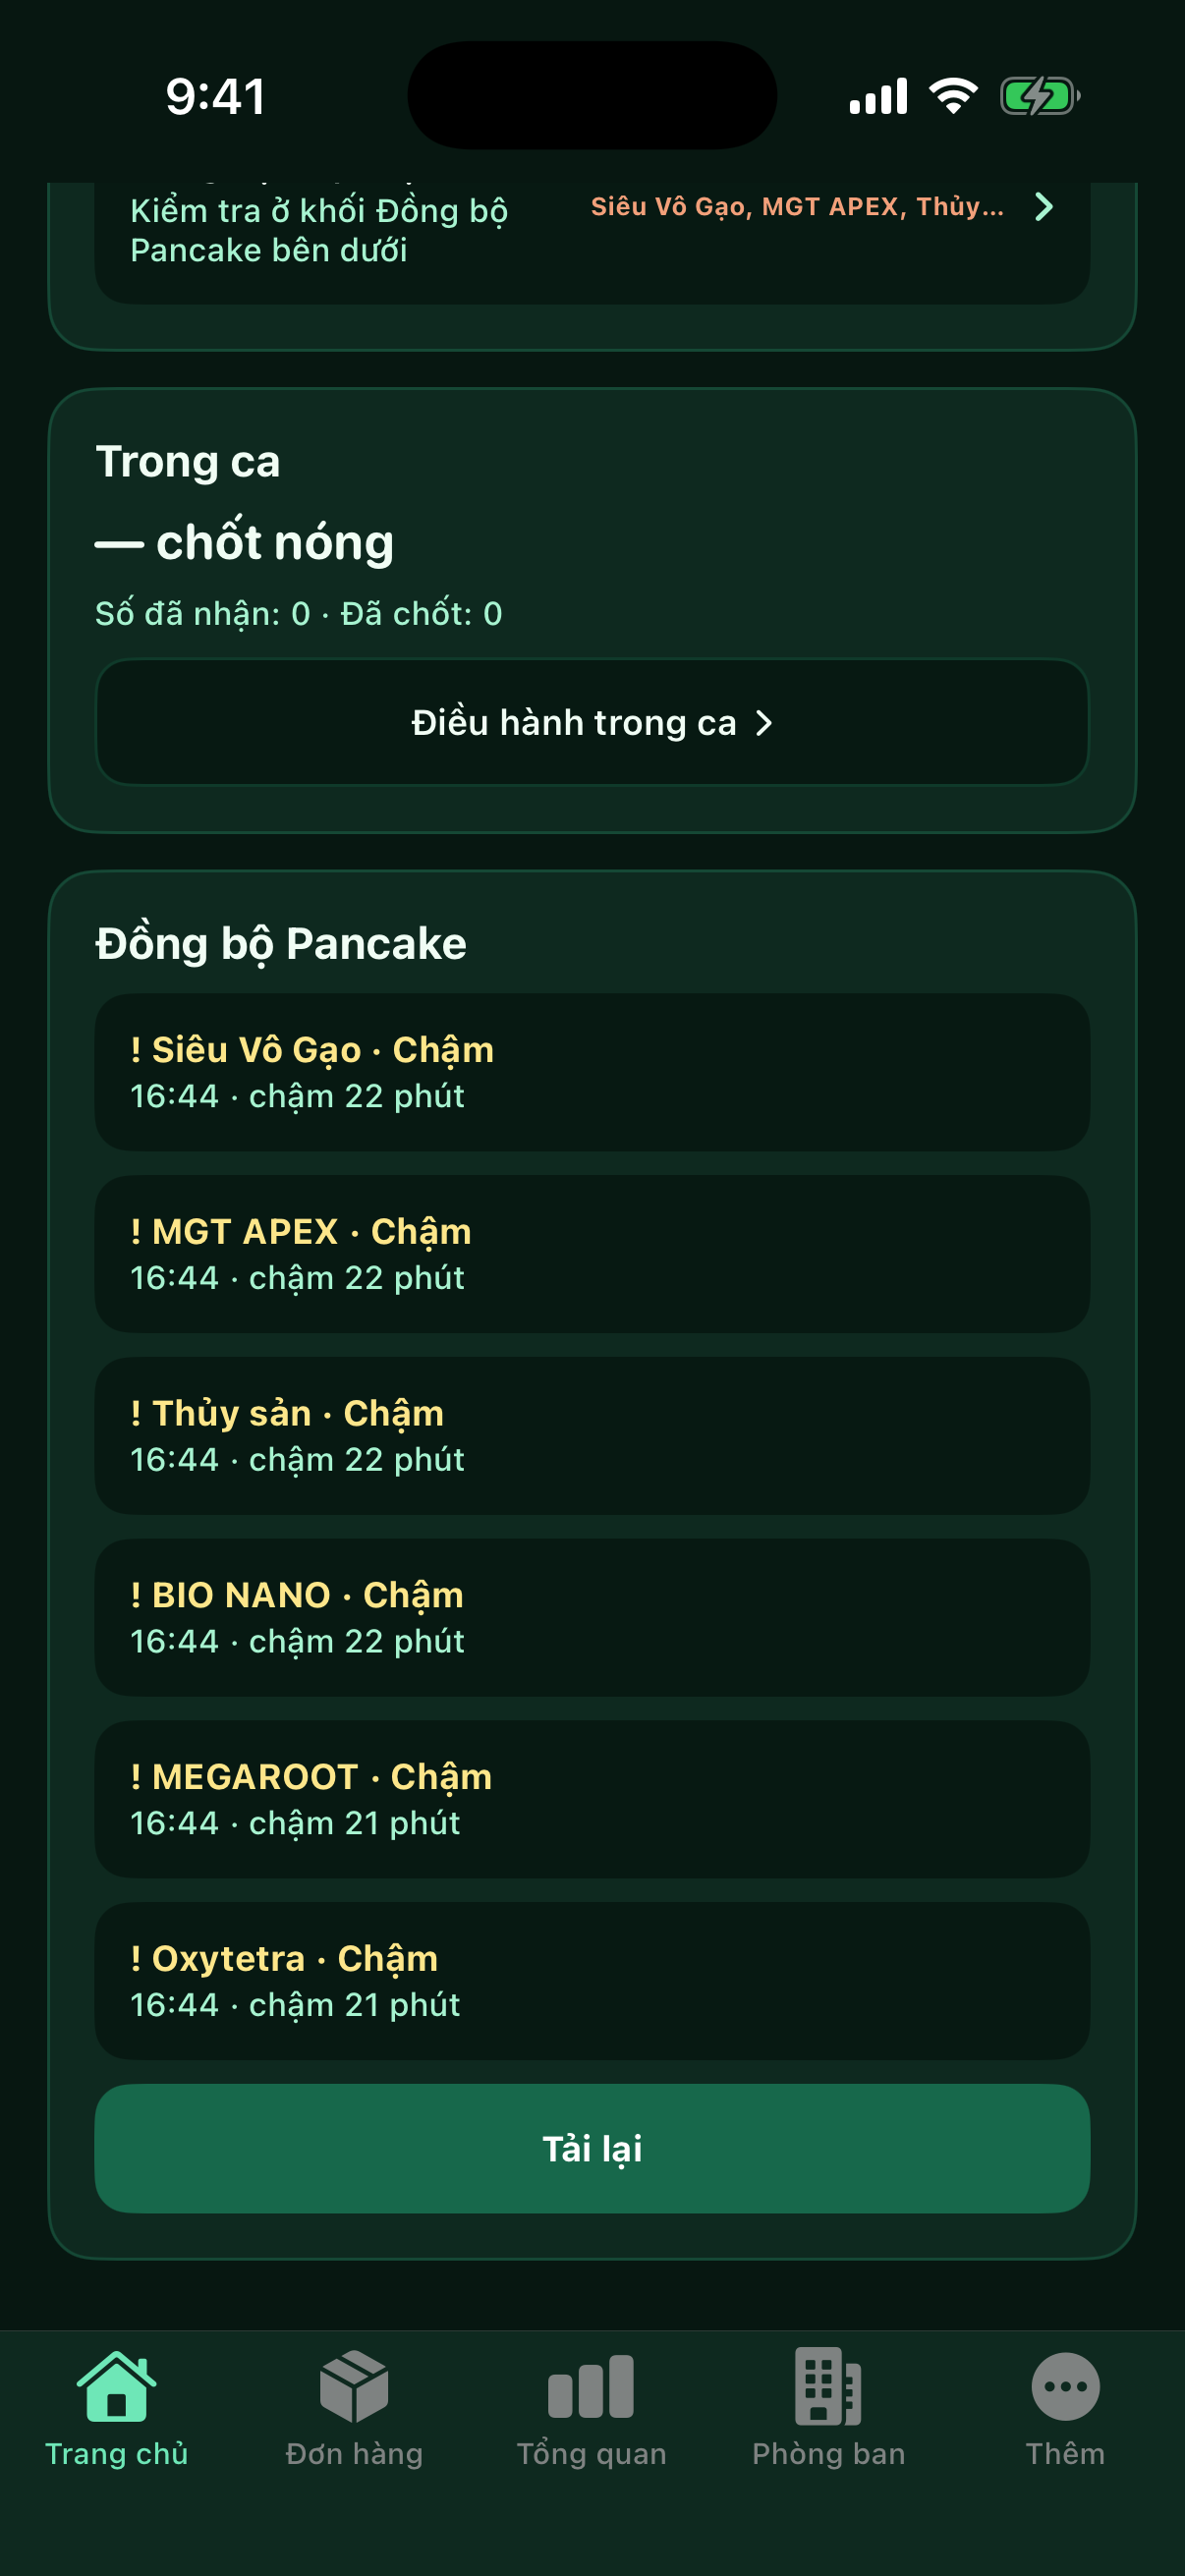 9:41
Kiểm tra ở khối Đồng bộ
Pancake bên dưới
Siêu Vô Gạo, MGT APEX, Thủy...
Trong ca
— chốt nóng
Số đã nhận: 0 · Đã chốt: 0
Điều hành trong ca
Đồng bộ Pancake
! Siêu Vô Gạo · Chậm
16:44 · chậm 22 phút
! MGT APEX · Chậm
16:44 · chậm 22 phút
! Thủy sản · Chậm
16:44 · chậm 22 phút
! BIO NANO · Chậm
16:44 · chậm 22 phút
! MEGAROOT · Chậm
16:44 · chậm 21 phút
! Oxytetra · Chậm
16:44 · chậm 21 phút
Tải lại
Trang chủ
Đơn hàng
Tổng quan
Phòng ban
Thêm